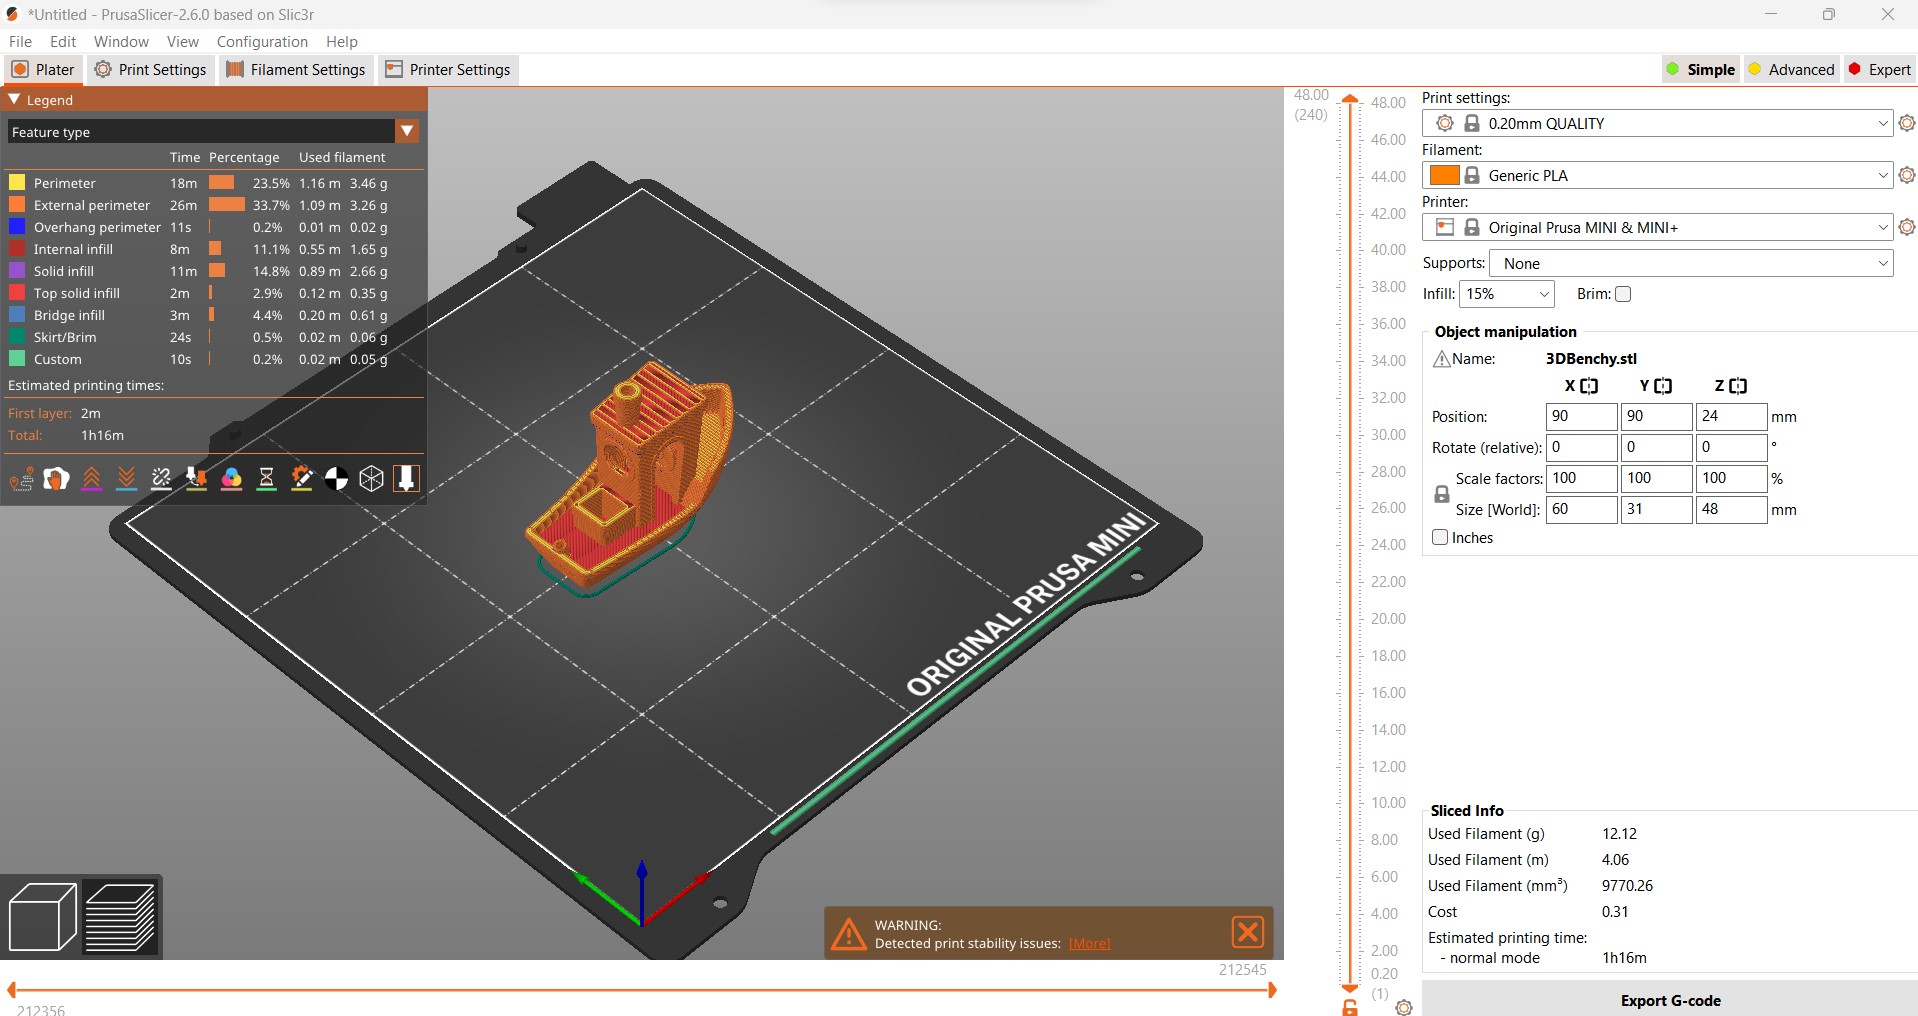 *Untitled - PrusaSlicer-2.6.0 based on Slic3r
File Edit Window View Configuration Help
Plater Print Settings Filament Settings Printer Settings
Simple Advanced Expert
Legend
Feature type
Time Percentage Used filament
Perimeter 18m 23.5% 1.16 m 3.46 g
External perimeter 26m 33.7% 1.09 m 3.26 g
Overhang perimeter 11s 0.2% 0.01 m 0.02 g
Internal infill 8m 11.1% 0.55 m 1.65 g
Solid infill 11m 14.8% 0.89 m 2.66 g
Top solid infill 2m 2.9% 0.12 m 0.35 g
Bridge infill 3m 4.4% 0.20 m 0.61 g
Skirt/Brim 24s 0.5% 0.02 m 0.06 g
Custom 10s 0.2% 0.02 m 0.05 g
Estimated printing times:
First layer: 2m
Total: 1h16m
ORIGINAL PRUSA MINI
WARNING:
Detected print stability issues: [More]
212545
212356
48.00
(240)
48.00
46.00
44.00
42.00
40.00
38.00
36.00
34.00
32.00
30.00
28.00
26.00
24.00
22.00
20.00
18.00
16.00
14.00
12.00
10.00
8.00
6.00
4.00
2.00
0.20
(1)
Print settings:
0.20mm QUALITY
Filament:
Generic PLA
Printer:
Original Prusa MINI & MINI+
Supports: None
Infill: 15% Brim:
Object manipulation
Name: 3DBenchy.stl
X Y Z
Position: 90 90 24 mm
Rotate (relative): 0 0 0 °
Scale factors: 100 100 100 %
Size [World]: 60 31 48 mm
Inches
Sliced Info
Used Filament (g) 12.12
Used Filament (m) 4.06
Used Filament (mm³) 9770.26
Cost 0.31
Estimated printing time:
- normal mode 1h16m
Export G-code